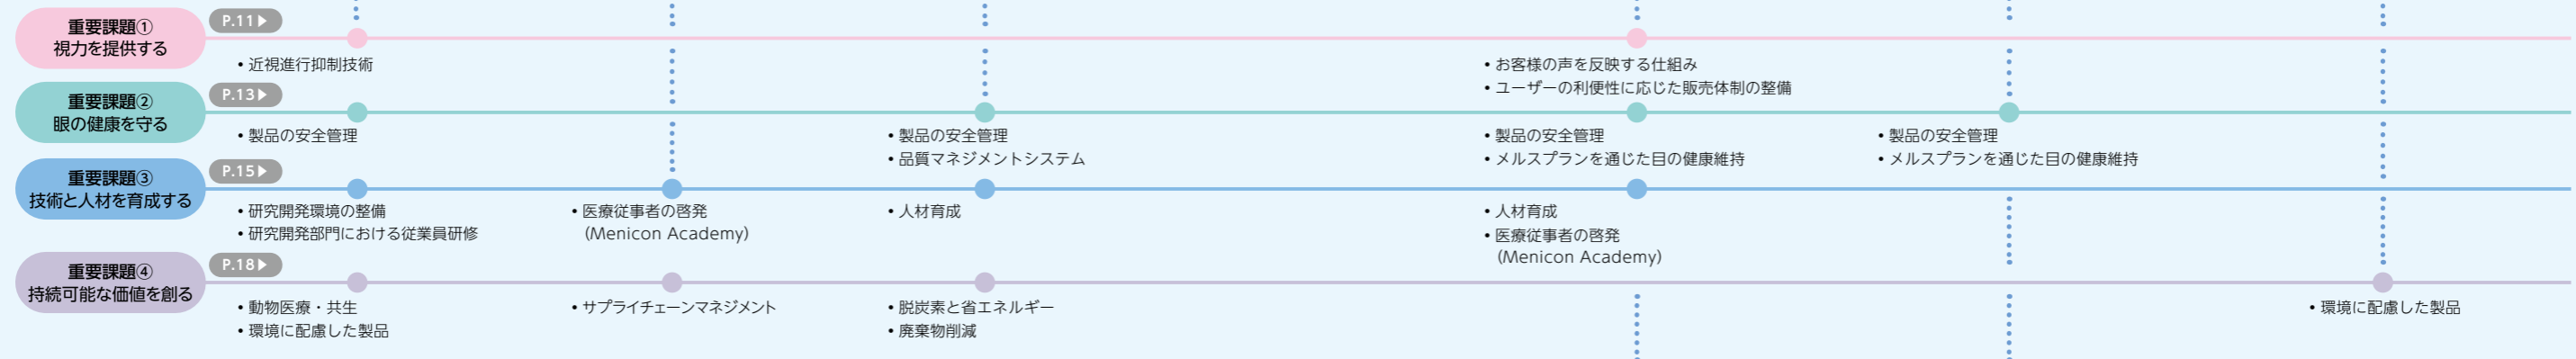 重要課題①
視力を提供する
P.11▶
• 近視進行抑制技術
• お客様の声を反映する仕組み
• ユーザーの利便性に応じた販売体制の整備
重要課題②
眼の健康を守る
P.13▶
• 製品の安全管理
• 製品の安全管理
• 品質マネジメントシステム
• 製品の安全管理
• メルスプランを通じた目の健康維持
• 製品の安全管理
• メルスプランを通じた目の健康維持
重要課題③
技術と人材を育成する
P.15▶
• 研究開発環境の整備
• 研究開発部門における従業員研修
• 医療従事者の啓発
(Menicon Academy)
• 人材育成
• 人材育成
• 医療従事者の啓発
(Menicon Academy)
重要課題④
持続可能な価値を創る
P.18▶
• 動物医療・共生
• 環境に配慮した製品
• サプライチェーンマネジメント
• 脱炭素と省エネルギー
• 廃棄物削減
• 環境に配慮した製品